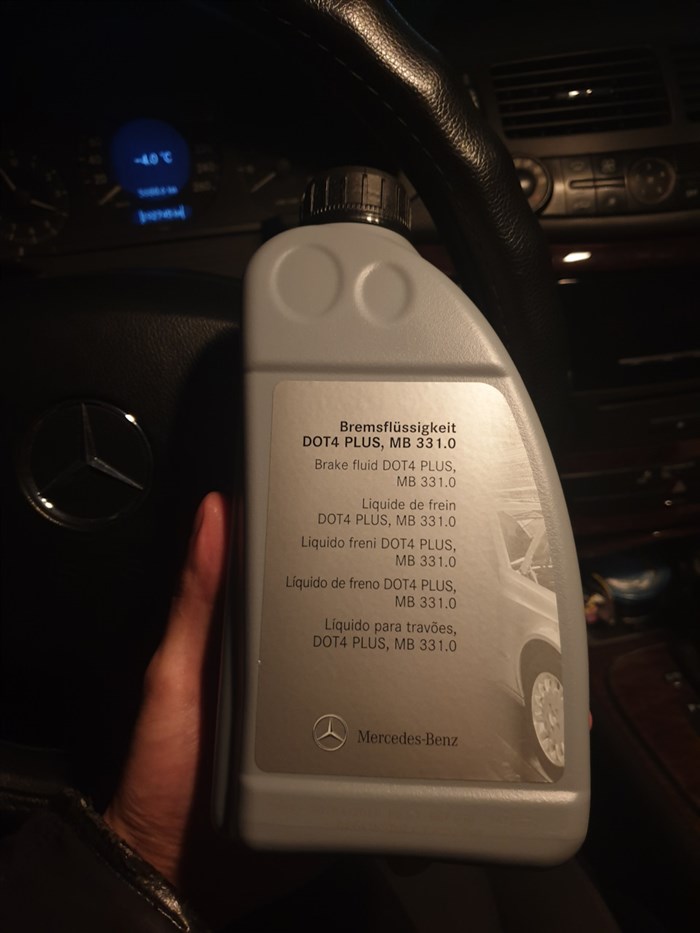 -4.0 °C
Bremsflüssigkeit
DOT4 PLUS, MB 331.0
Brake fluid DOT4 PLUS,
MB 331.0
Liquide de frein
DOT4 PLUS, MB 331.0
Liquido freni DOT4 PLUS,
MB 331.0
Líquido de freno DOT4 PLUS,
MB 331.0
Líquido para travões,
DOT4 PLUS, MB 331.0
Mercedes-Benz